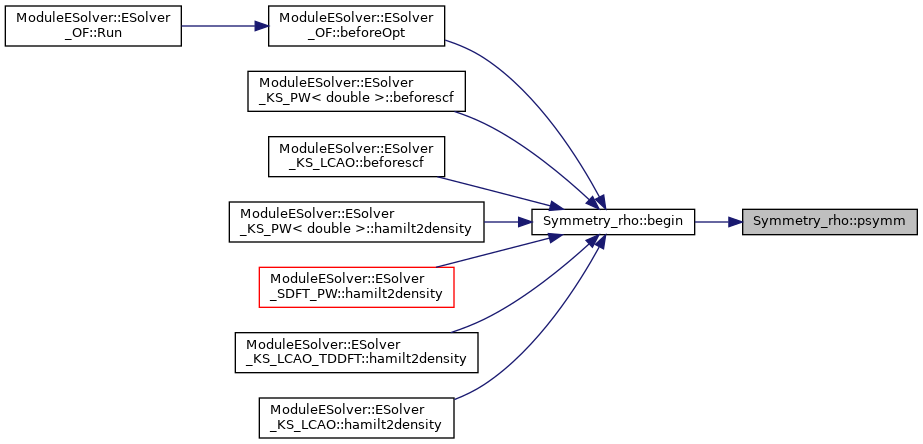 ModuleESolver::ESolver
_OF::Run
ModuleESolver::ESolver
_OF::beforeOpt
ModuleESolver::ESolver
_KS_PW< double >::beforescf
ModuleESolver::ESolver
_KS_LCAO::beforescf
ModuleESolver::ESolver
_KS_PW< double >::hamilt2density
Symmetry_rho::begin
Symmetry_rho::psymm
ModuleESolver::ESolver
_SDFT_PW::hamilt2density
ModuleESolver::ESolver
_KS_LCAO_TDDFT::hamilt2density
ModuleESolver::ESolver
_KS_LCAO::hamilt2density